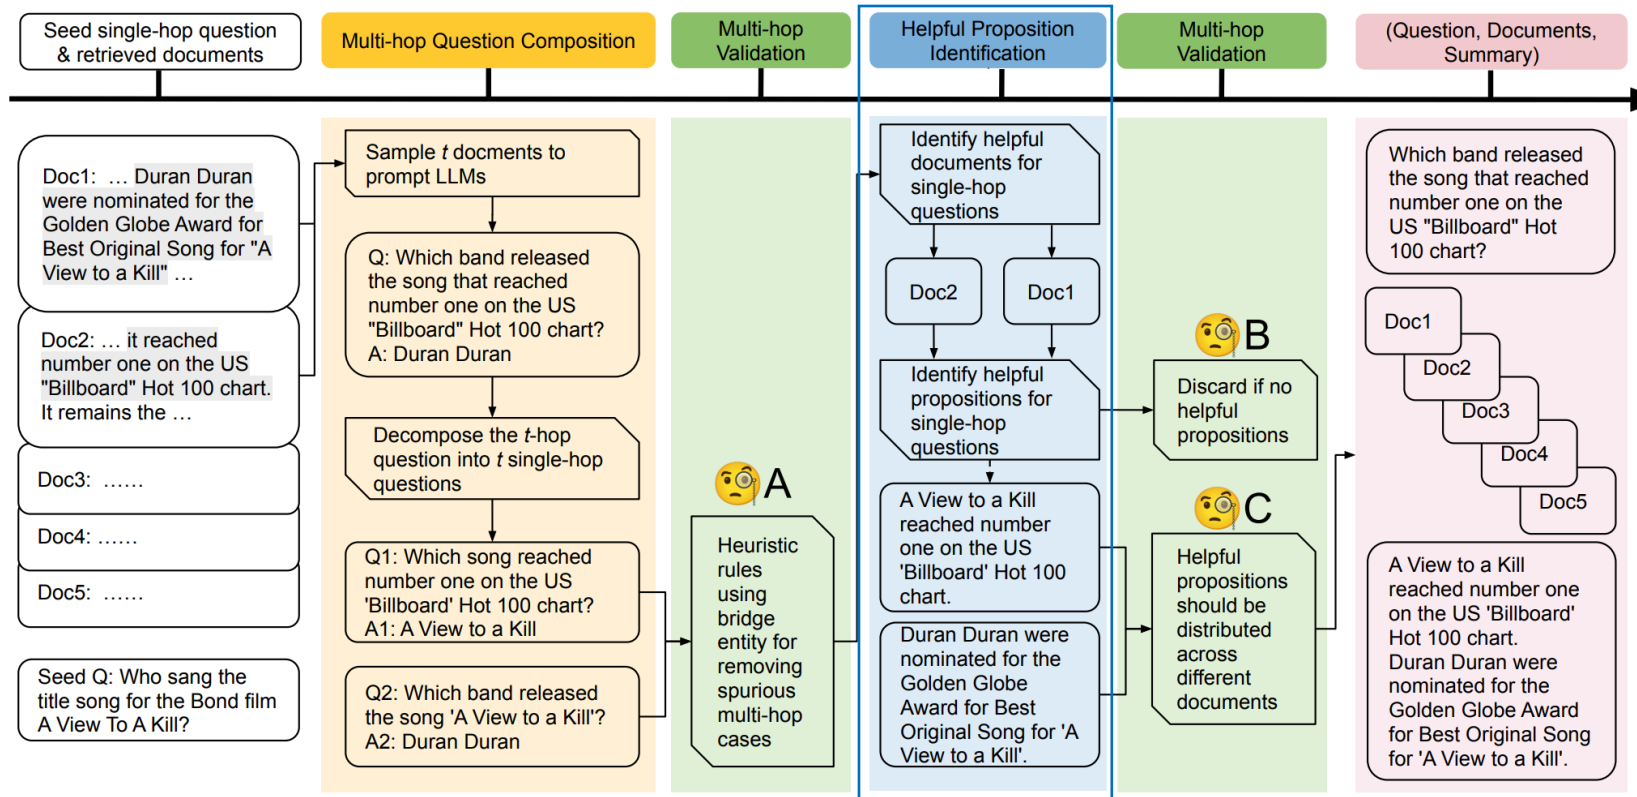 Seed single-hop question
& retrieved documents
Multi-hop Question Composition
Multi-hop
Validation
Helpful Proposition
Identification
Multi-hop
Validation
(Question, Documents,
Summary)
Doc1: … Duran Duran
were nominated for the
Golden Globe Award for
Best Original Song for "A
View to a Kill" …
Doc2: … it reached
number one on the US
"Billboard" Hot 100 chart.
It remains the …
Doc3: ……
Doc4: ……
Doc5: ……
Seed Q: Who sang the
title song for the Bond film
A View To A Kill?
Sample t docments to
prompt LLMs
Q: Which band released
the song that reached
number one on the US
"Billboard" Hot 100 chart?
A: Duran Duran
Decompose the t-hop
question into t single-hop
questions
Q1: Which song reached
number one on the US
'Billboard' Hot 100 chart?
A1: A View to a Kill
Q2: Which band released
the song 'A View to a Kill'?
A2: Duran Duran
A
Heuristic
rules
using
bridge
entity for
removing
spurious
multi-hop
cases
Identify helpful
documents for
single-hop
questions
Doc2
Doc1
Identify helpful
propositions for
single-hop
questions
A View to a Kill
reached number
one on the US
'Billboard' Hot 100
chart.
Duran Duran were
nominated for the
Golden Globe
Award for Best
Original Song for 'A
View to a Kill'.
B
Discard if no
helpful
propositions
C
Helpful
propositions
should be
distributed
across
different
documents
Which band released
the song that reached
number one on the
US "Billboard" Hot
100 chart?
Doc1
Doc2
Doc3
Doc4
Doc5
A View to a Kill
reached number one
on the US 'Billboard'
Hot 100 chart.
Duran Duran were
nominated for the
Golden Globe Award
for Best Original Song
for 'A View to a Kill'.